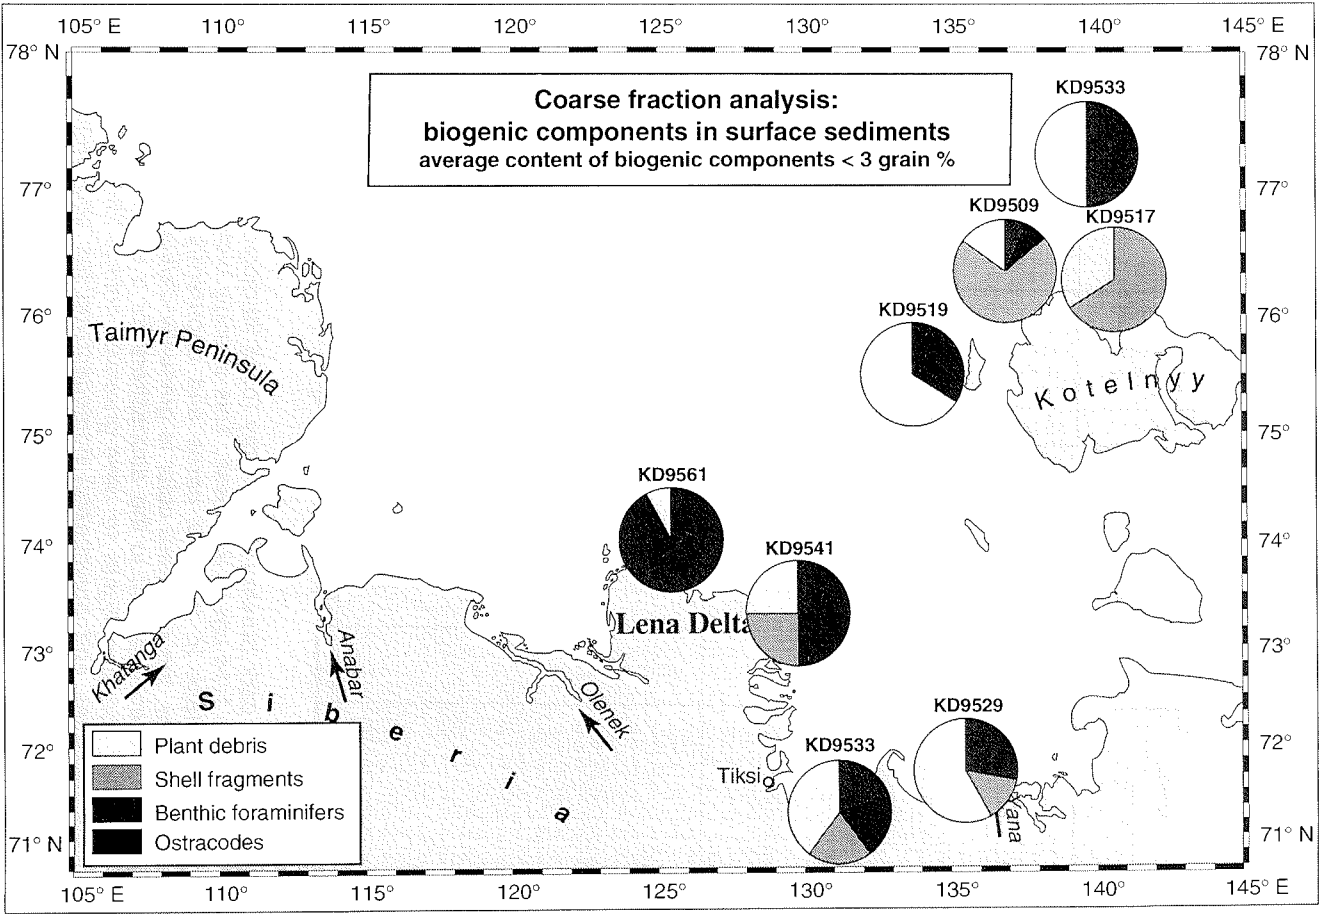 105° E 110° 115° 120° 125° 130° 135° 140° 145° E
78° N 78° N
KD9533
Coarse fraction analysis:
biogenic components in surface sediments
average content of biogenic components < 3 grain %
77° 77°
KD9509 KD9517
76° 76°
KD9519
Taimyr Peninsula
Kotelnyy
75° 75°
KD9561
74° 74°
KD9541
Lena Delta
73° 73°
Khatanga
Anabar
Olenek
Siberia
KD9529
Plant debris
72° 72°
KD9533
Shell fragments
Tiksi
Benthic foraminifers
Yana
Ostracodes
71° N 71° N
105° E 110° 115° 120° 125° 130° 135° 140° 145° E